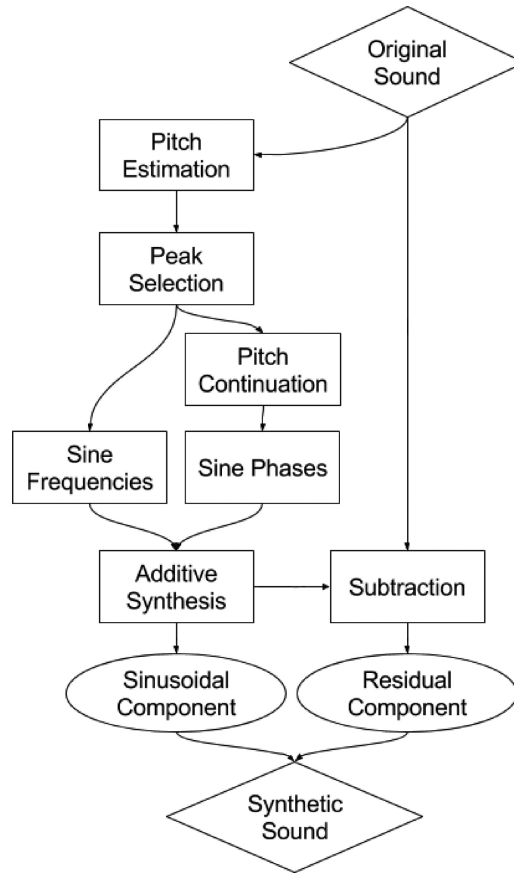 Original
Sound
Pitch
Estimation
Peak
Selection
Pitch
Continuation
Sine
Frequencies
Sine Phases
Additive
Synthesis
Subtraction
Sinusoidal
Component
Residual
Component
Synthetic
Sound